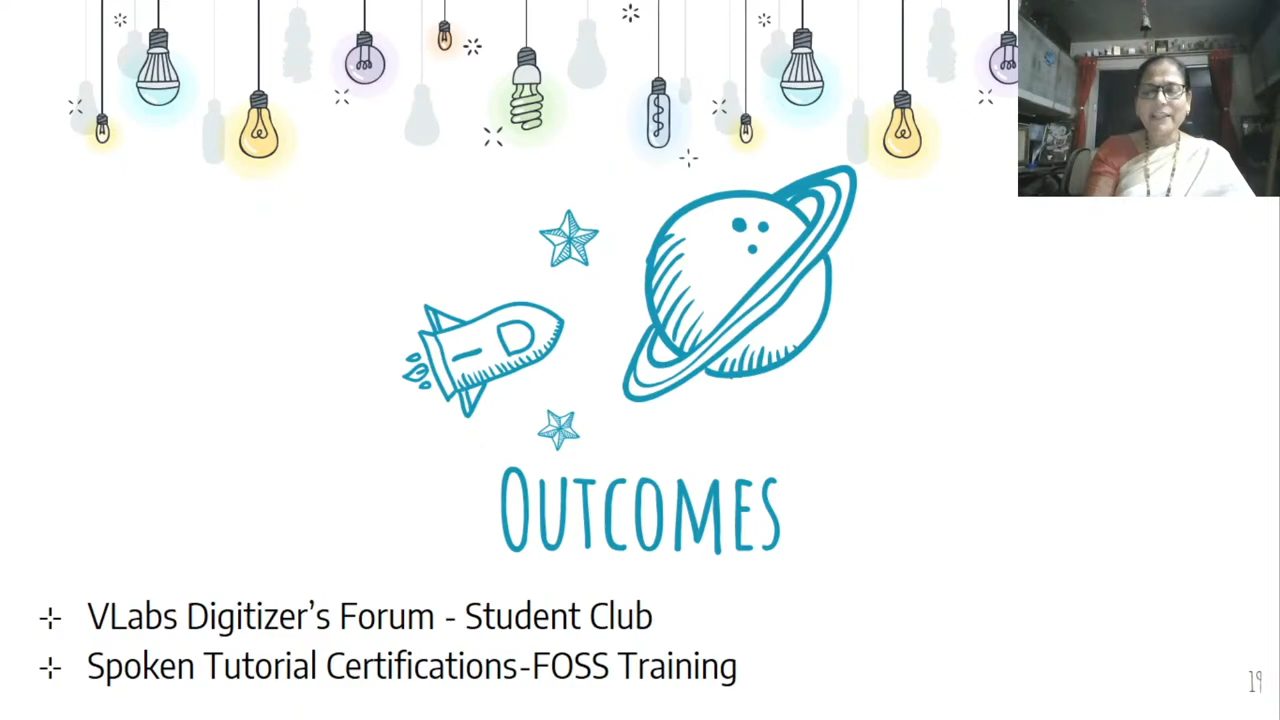 OUTCOMES
VLabs Digitizer’s Forum - Student Club
Spoken Tutorial Certifications-FOSS Training
19